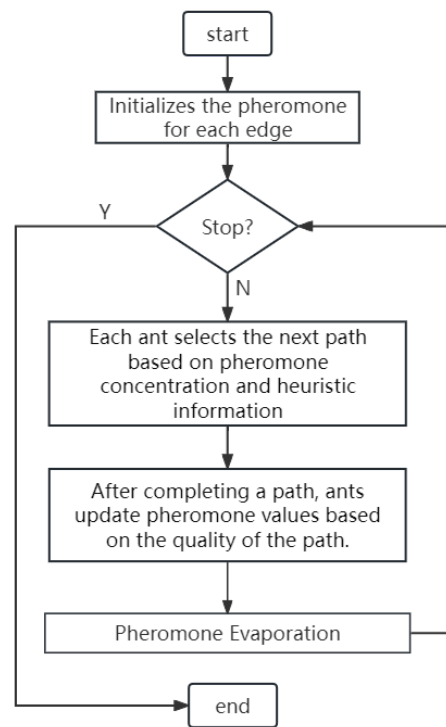 start
Initializes the pheromone
for each edge
Y
Stop?
N
Each ant selects the next path
based on pheromone
concentration and heuristic
information
After completing a path, ants
update pheromone values based
on the quality of the path.
Pheromone Evaporation
end